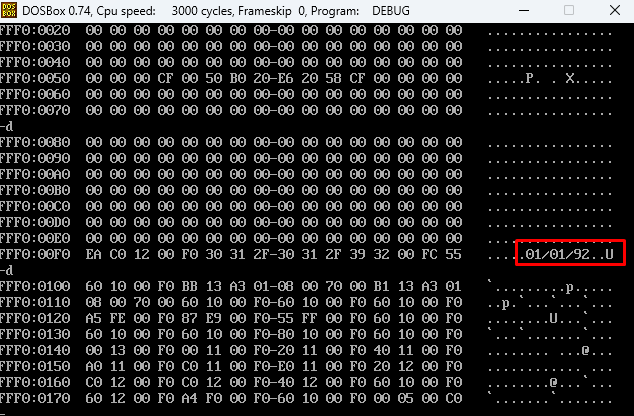 DOSBox 0.74, Cpu speed: 3000 cycles, Frameskip 0, Program: DEBUG
FFF0:0020 00 00 00 00 00 00 00 00-00 00 00 00 00 00 00 00 ................
FFF0:0030 00 00 00 00 00 00 00 00-00 00 00 00 00 00 00 00 ................
FFF0:0040 00 00 00 00 00 00 00 00-00 00 00 00 00 00 00 00 ................
FFF0:0050 00 00 00 CF 00 50 B0 20-E6 20 58 CF 00 00 00 00 .....P. . X.....
FFF0:0060 00 00 00 00 00 00 00 00-00 00 00 00 00 00 00 00 ................
FFF0:0070 00 00 00 00 00 00 00 00-00 00 00 00 00 00 00 00 ................
-d
FFF0:0080 00 00 00 00 00 00 00 00-00 00 00 00 00 00 00 00 ................
FFF0:0090 00 00 00 00 00 00 00 00-00 00 00 00 00 00 00 00 ................
FFF0:00A0 00 00 00 00 00 00 00 00-00 00 00 00 00 00 00 00 ................
FFF0:00B0 00 00 00 00 00 00 00 00-00 00 00 00 00 00 00 00 ................
FFF0:00C0 00 00 00 00 00 00 00 00-00 00 00 00 00 00 00 00 ................
FFF0:00D0 00 00 00 00 00 00 00 00-00 00 00 00 00 00 00 00 ................
FFF0:00E0 00 00 00 00 00 00 00 00-00 00 00 00 00 00 00 00 ................
FFF0:00F0 EA C0 12 00 F0 30 31 2F-30 31 2F 39 32 00 FC 55 .....01/01/92..U
-d
FFF0:0100 60 10 00 F0 BB 13 A3 01-08 00 70 00 B1 13 A3 01 `.........p.....
FFF0:0110 08 00 70 00 60 10 00 F0-60 10 00 F0 60 10 00 F0 ..p.`...`...`...
FFF0:0120 A5 FE 00 F0 87 E9 00 F0-55 FF 00 F0 60 10 00 F0 ........U...`...
FFF0:0130 60 10 00 F0 60 10 00 F0-80 10 00 F0 60 10 00 F0 `...`.......`...
FFF0:0140 00 13 00 F0 00 11 00 F0-20 11 00 F0 40 11 00 F0 ........ ...@...
FFF0:0150 A0 11 00 F0 C0 11 00 F0-E0 11 00 F0 20 12 00 F0 ............ ...
FFF0:0160 C0 12 00 F0 C0 12 00 F0-40 12 00 F0 60 10 00 F0 ........@...`...
FFF0:0170 60 12 00 F0 A4 F0 00 F0-60 10 00 F0 00 05 00 C0 `.......`.......